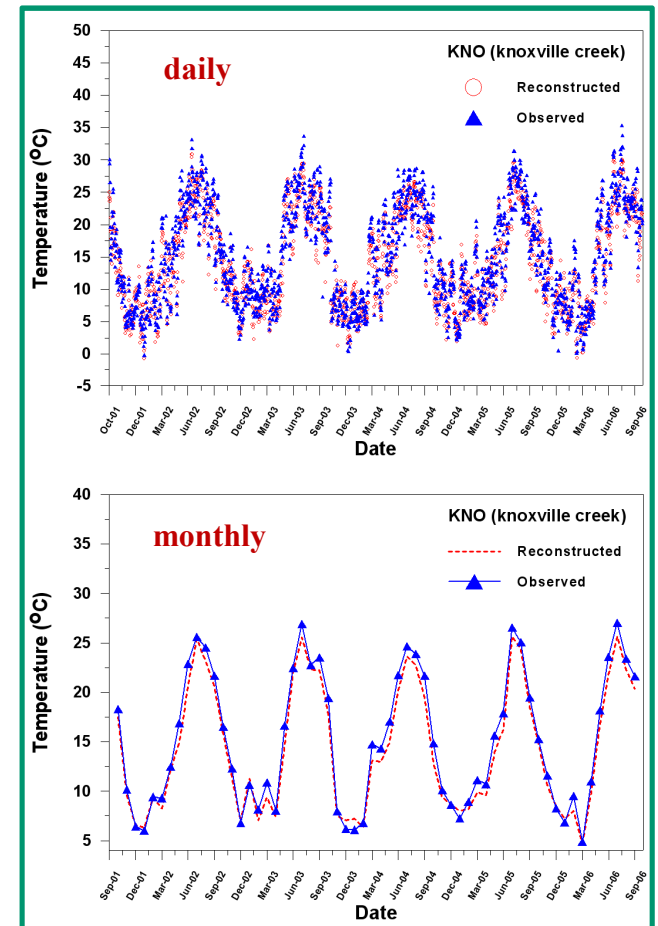 50
45
40
35
30
25
20
15
10
5
0
-5
Temperature (ºC)
daily
KNO (knoxville creek)
Reconstructed
Observed
Oct-01
Dec-01
Mar-02
Jun-02
Sep-02
Dec-02
Mar-03
Jun-03
Sep-03
Dec-03
Mar-04
Jun-04
Sep-04
Dec-04
Mar-05
Jun-05
Sep-05
Dec-05
Mar-06
Jun-06
Sep-06
Date
40
35
30
25
20
15
10
5
Temperature (ºC)
monthly
KNO (knoxville creek)
Reconstructed
Observed
Sep-01
Dec-01
Mar-02
Jun-02
Sep-02
Dec-02
Mar-03
Jun-03
Sep-03
Dec-03
Mar-04
Jun-04
Sep-04
Dec-04
Mar-05
Jun-05
Sep-05
Dec-05
Mar-06
Jun-06
Sep-06
Date